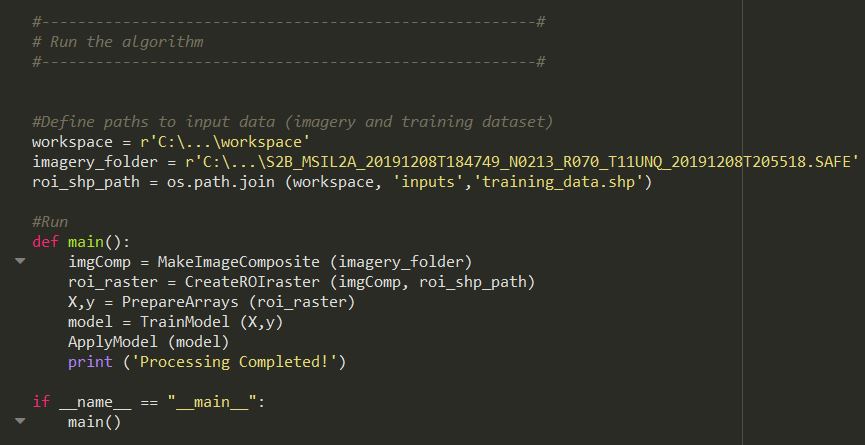 #-------------------------------------------------------#
# Run the algorithm
#-------------------------------------------------------#
#Define paths to input data (imagery and training dataset)
workspace = r'C:\...\workspace'
imagery_folder = r'C:\...\S2B_MSIL2A_20191208T184749_N0213_R070_T11UNQ_20191208T205518.SAFE'
roi_shp_path = os.path.join (workspace, 'inputs','training_data.shp')
#Run
def main():
    imgComp = MakeImageComposite (imagery_folder)
    roi_raster = CreateROIraster (imgComp, roi_shp_path)
    X,y = PrepareArrays (roi_raster)
    model = TrainModel (X,y)
    ApplyModel (model)
    print ('Processing Completed!')
if __name__ == "__main__":
    main()